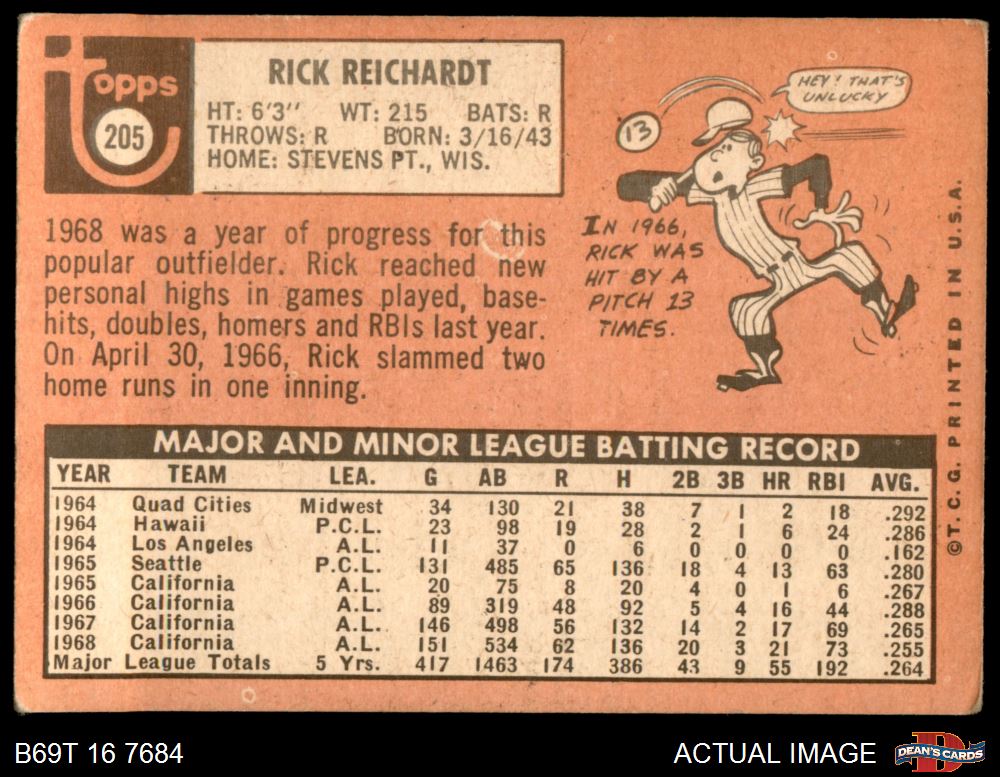 topps
205
RICK REICHARDT
HT: 6'3" WT: 215 BATS: R
THROWS: R BORN: 3/16/43
HOME: STEVENS PT., WIS.
HEY! THAT'S
UNLUCKY
13
IN 1966,
RICK WAS
HIT BY A
PITCH 13
TIMES.
1968 was a year of progress for this
popular outfielder. Rick reached new
personal highs in games played, base-
hits, doubles, homers and RBIs last year.
On April 30, 1966, Rick slammed two
home runs in one inning.
MAJOR AND MINOR LEAGUE BATTING RECORD
YEAR TEAM LEA. G AB R H 2B 3B HR RBI AVG.
1964 Quad Cities Midwest 34 130 21 38 7 1 2 18 .292
1964 Hawaii P.C.L. 23 98 19 28 2 1 6 24 .286
1964 Los Angeles A.L. 11 37 0 6 0 0 0 0 .162
1965 Seattle P.C.L. 131 485 65 136 18 4 13 63 .280
1965 California A.L. 20 75 8 20 4 0 1 6 .267
1966 California A.L. 89 319 48 92 5 4 16 44 .288
1967 California A.L. 146 498 56 132 14 2 17 69 .265
1968 California A.L. 151 534 62 136 20 3 21 73 .255
Major League Totals 5 Yrs. 417 1463 174 386 43 9 55 192 .264
©T.C.G. PRINTED IN U.S.A.
B69T 16 7684
ACTUAL IMAGE
D
DEAN'S CARDS